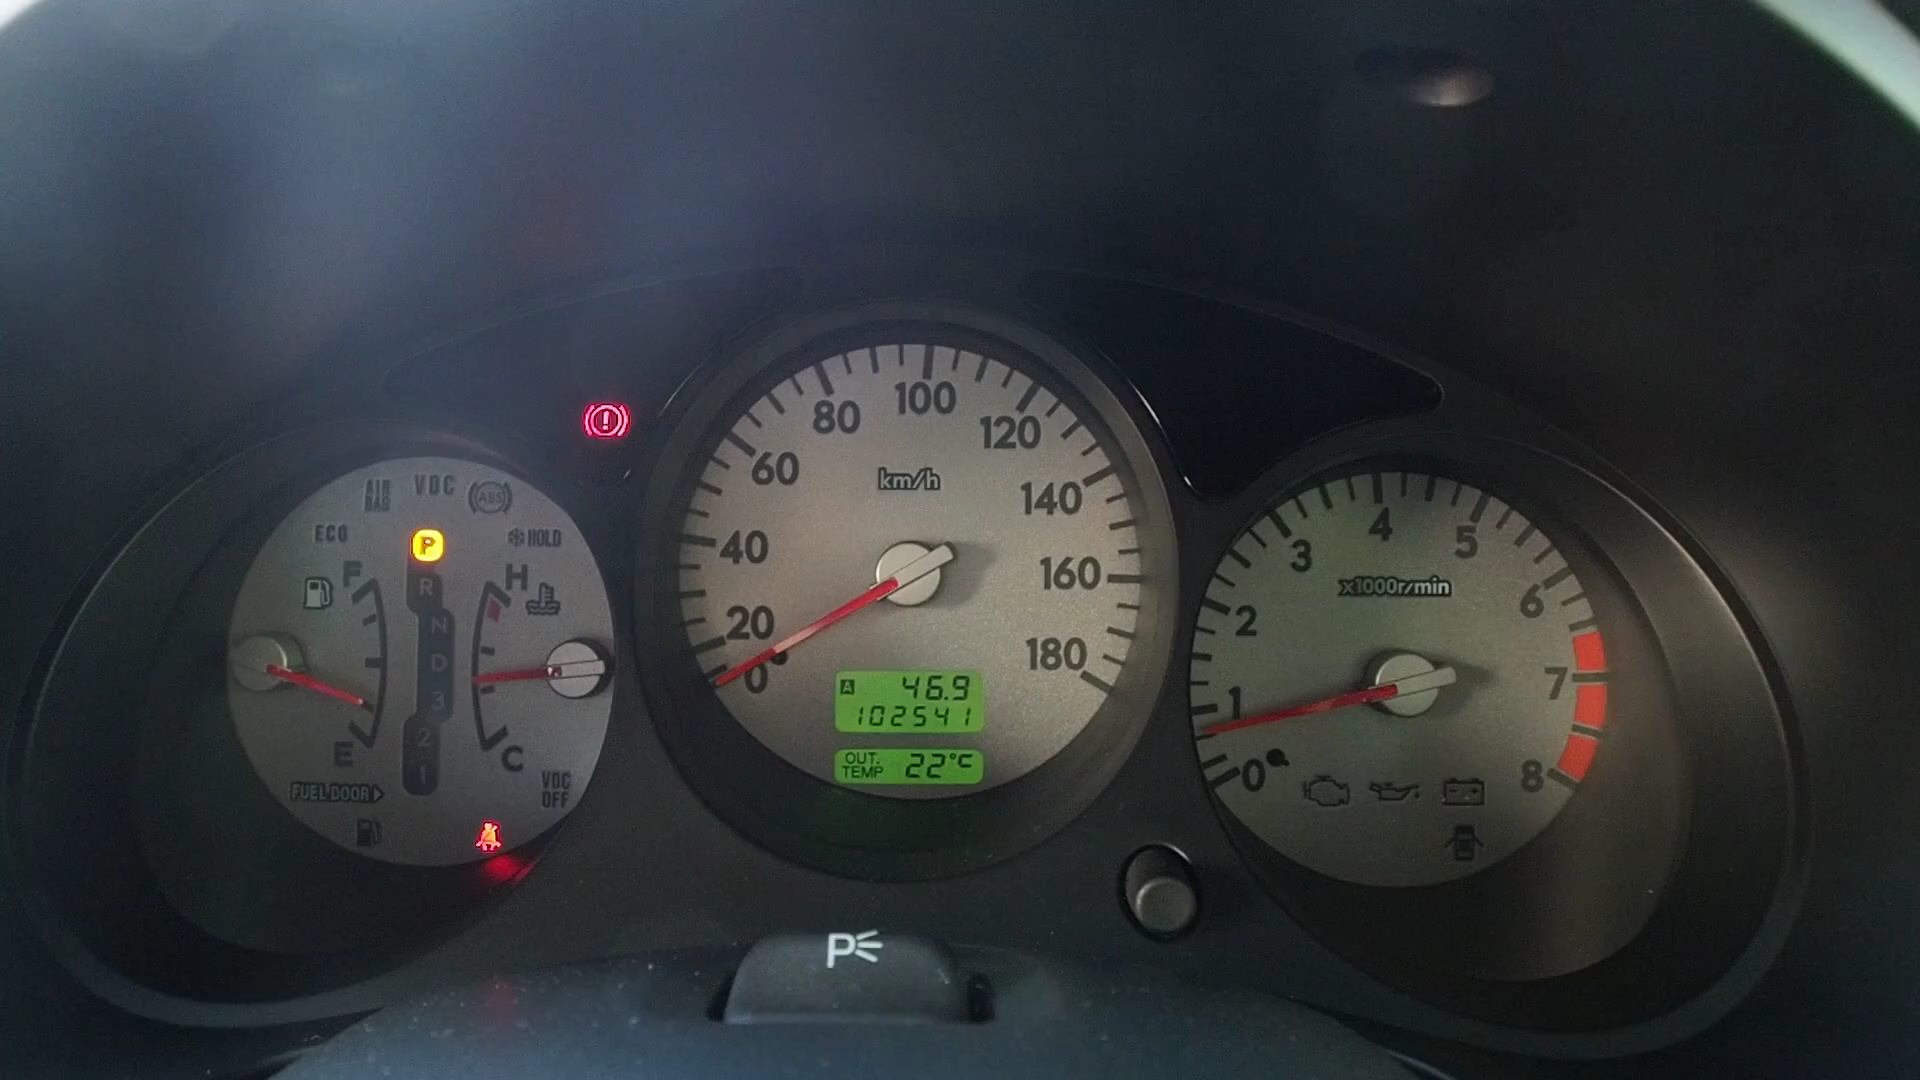 AIR
BAG
VDC
ABS
ECO
P
HOLD
F
R
H
N
D
3
E
2
C
1
FUEL DOOR
VDC
OFF
0
20
40
60
80
100
120
140
160
180
km/h
A 46.9
102541
OUT.
TEMP 22°C
0
1
2
3
4
5
6
7
8
x1000r/min
P